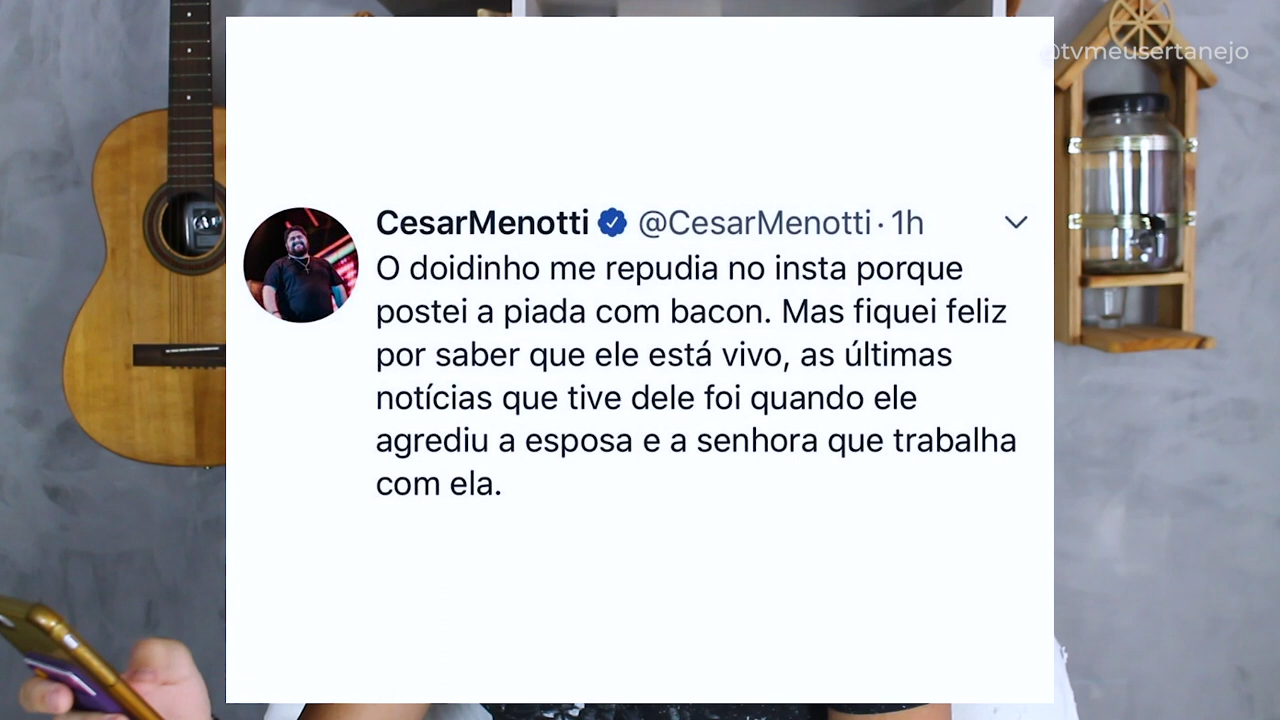 @tvmeusertanejo
CesarMenotti @CesarMenotti · 1h
O doidinho me repudia no insta porque
postei a piada com bacon. Mas fiquei feliz
por saber que ele está vivo, as últimas
notícias que tive dele foi quando ele
agrediu a esposa e a senhora que trabalha
com ela.